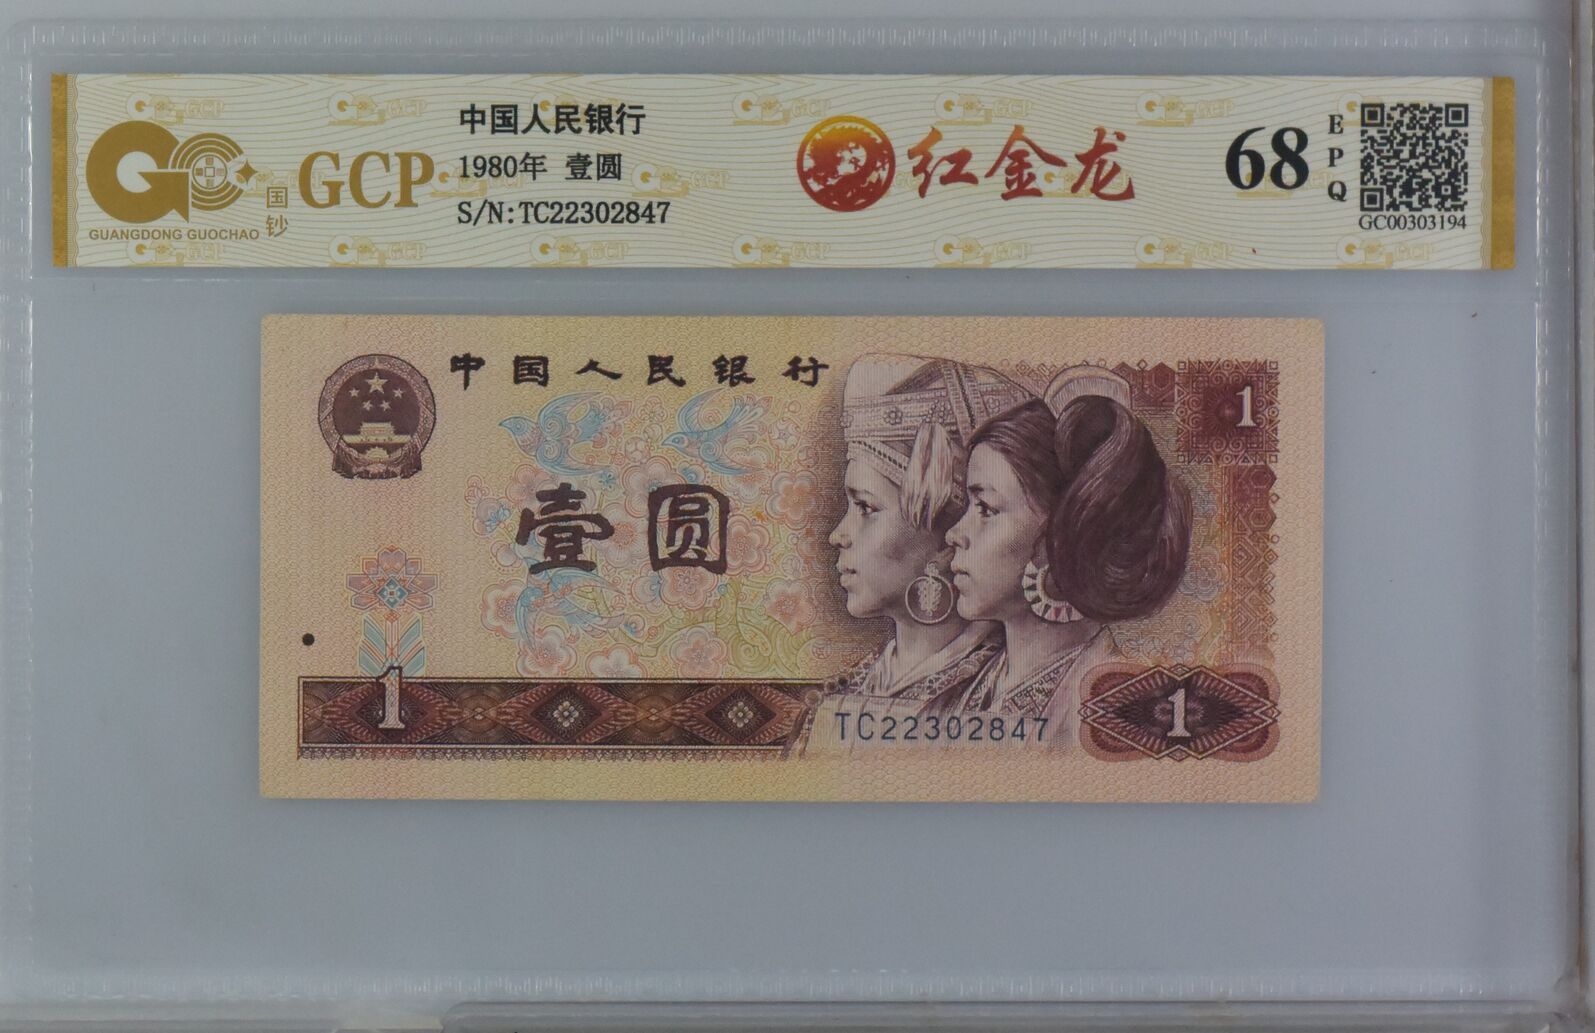 GUANGDONG GUOCHAO
国钞
GCP
中国人民银行
1980年 壹圆
S/N:TC22302847
红金龙
68
EPQ
GC00303194
中国人民银行
1
壹圆
1
TC22302847
1